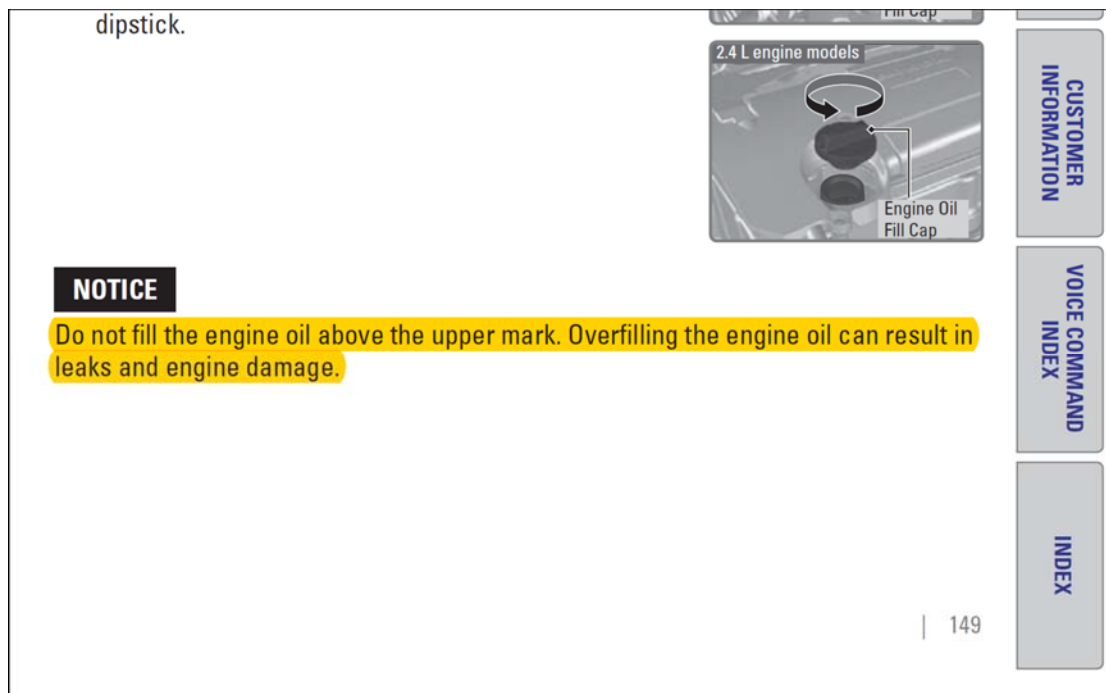 dipstick.
Fill Cap
2.4 L engine models
Engine Oil
Fill Cap
NOTICE
Do not fill the engine oil above the upper mark. Overfilling the engine oil can result in
leaks and engine damage.
CUSTOMER
INFORMATION
VOICE COMMAND
INDEX
INDEX
| 149